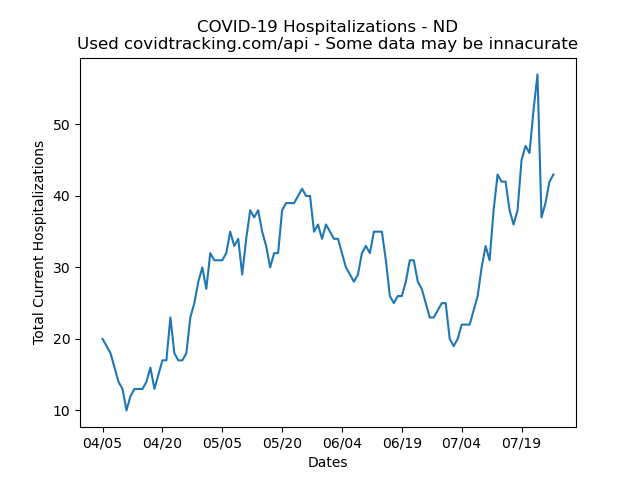 COVID-19 Hospitalizations - ND
Used covidtracking.com/api - Some data may be innacurate
Total Current Hospitalizations
50
40
30
20
10
04/05 04/20 05/05 05/20 06/04 06/19 07/04 07/19
Dates